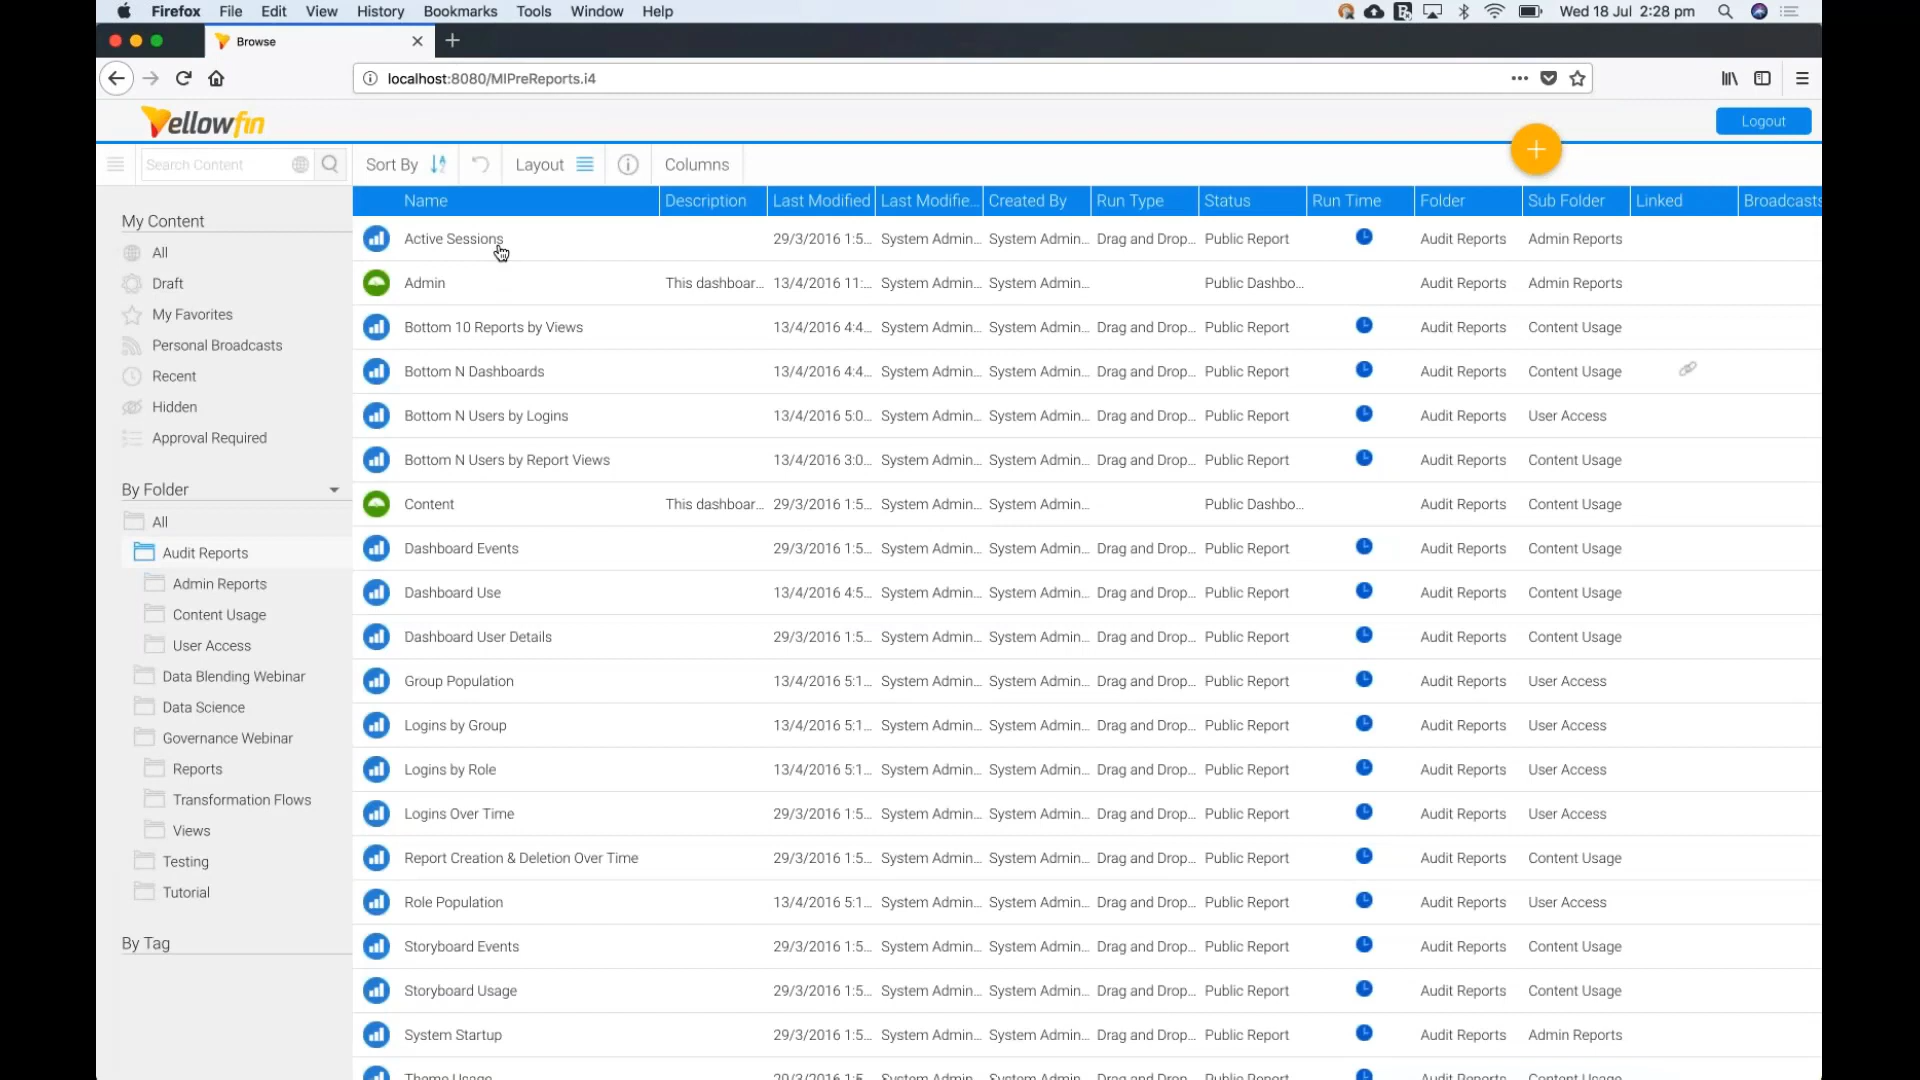 Firefox File Edit View History Bookmarks Tools Window Help Wed 18 Jul 2:28 pm
Browse
localhost:8080/MIPreReports.i4
Yellowfin Logout
Search Content Sort By Layout Columns
Name Description Last Modified Last Modifie... Created By Run Type Status Run Time Folder Sub Folder Linked Broadcasts
My Content
All
Draft
My Favorites
Personal Broadcasts
Recent
Hidden
Approval Required
By Folder
All
Audit Reports
Admin Reports
Content Usage
User Access
Data Blending Webinar
Data Science
Governance Webinar
Reports
Transformation Flows
Views
Testing
Tutorial
By Tag
Active Sessions 29/3/2016 1:5... System Admin... System Admin... Drag and Drop... Public Report Audit Reports Admin Reports
Admin This dashboar... 13/4/2016 11:... System Admin... System Admin... Public Dashbo... Audit Reports Admin Reports
Bottom 10 Reports by Views 13/4/2016 4:4... System Admin... System Admin... Drag and Drop... Public Report Audit Reports Content Usage
Bottom N Dashboards 13/4/2016 4:4... System Admin... System Admin... Drag and Drop... Public Report Audit Reports Content Usage
Bottom N Users by Logins 13/4/2016 5:0... System Admin... System Admin... Drag and Drop... Public Report Audit Reports User Access
Bottom N Users by Report Views 13/4/2016 3:0... System Admin... System Admin... Drag and Drop... Public Report Audit Reports Content Usage
Content This dashboar... 29/3/2016 1:5... System Admin... System Admin... Public Dashbo... Audit Reports Content Usage
Dashboard Events 29/3/2016 1:5... System Admin... System Admin... Drag and Drop... Public Report Audit Reports Content Usage
Dashboard Use 13/4/2016 4:5... System Admin... System Admin... Drag and Drop... Public Report Audit Reports Content Usage
Dashboard User Details 29/3/2016 1:5... System Admin... System Admin... Drag and Drop... Public Report Audit Reports Content Usage
Group Population 13/4/2016 5:1... System Admin... System Admin... Drag and Drop... Public Report Audit Reports User Access
Logins by Group 13/4/2016 5:1... System Admin... System Admin... Drag and Drop... Public Report Audit Reports User Access
Logins by Role 13/4/2016 5:1... System Admin... System Admin... Drag and Drop... Public Report Audit Reports User Access
Logins Over Time 29/3/2016 1:5... System Admin... System Admin... Drag and Drop... Public Report Audit Reports User Access
Report Creation & Deletion Over Time 29/3/2016 1:5... System Admin... System Admin... Drag and Drop... Public Report Audit Reports Content Usage
Role Population 13/4/2016 5:1... System Admin... System Admin... Drag and Drop... Public Report Audit Reports User Access
Storyboard Events 29/3/2016 1:5... System Admin... System Admin... Drag and Drop... Public Report Audit Reports Content Usage
Storyboard Usage 29/3/2016 1:5... System Admin... System Admin... Drag and Drop... Public Report Audit Reports Content Usage
System Startup 29/3/2016 1:5... System Admin... System Admin... Drag and Drop... Public Report Audit Reports Admin Reports
Theme Usage 29/3/2016 1:5... System Admin... System Admin... Drag and Drop... Public Report Audit Reports Content Usage